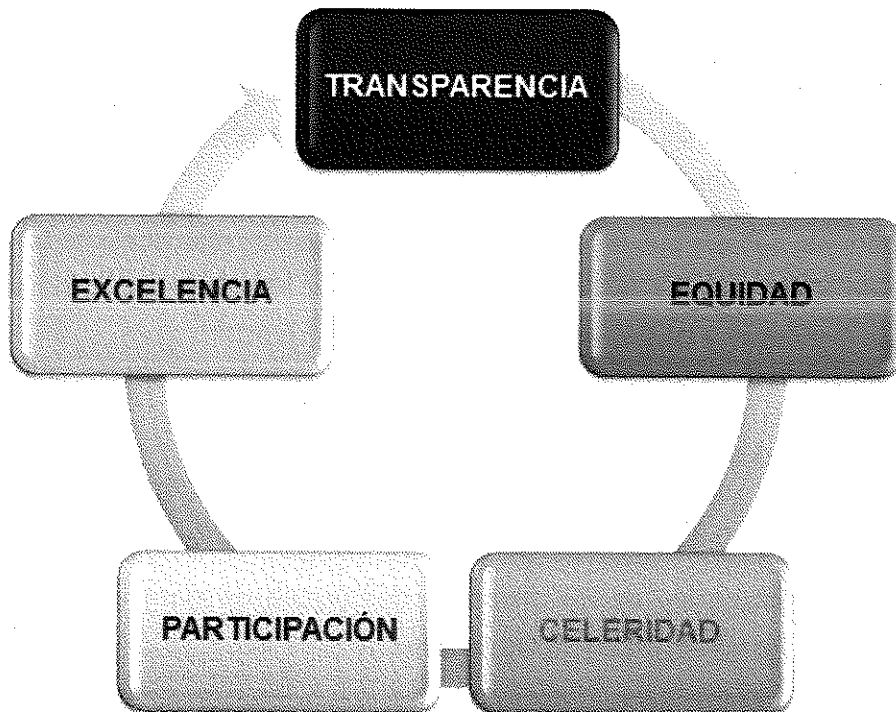 TRANSPARENCIA
EQUIDAD
CELERIDAD
PARTICIPACIÓN
EXCELENCIA